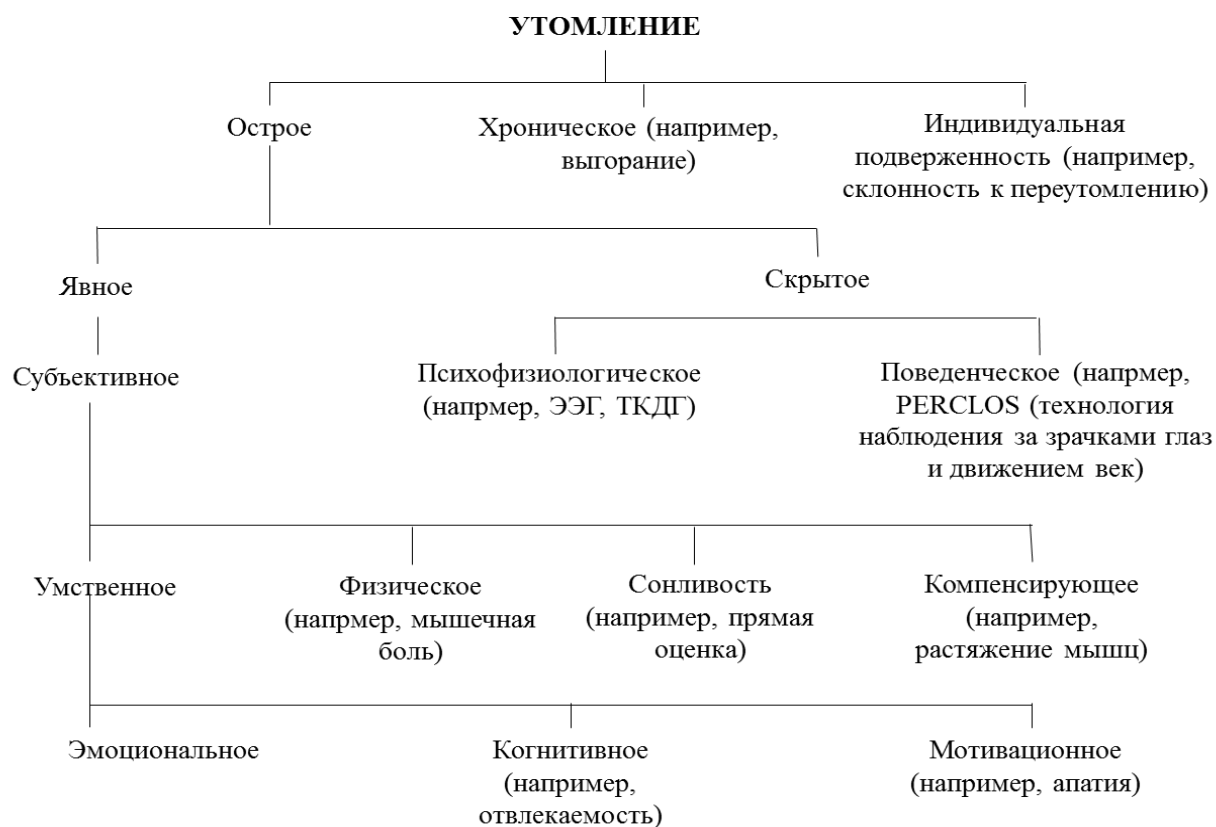 УТОМЛЕНИЕ
Острое
Хроническое (например,
выгорание)
Индивидуальная
подверженность (например,
склонность к переутомлению)
Явное
Скрытое
Субъективное
Психофизиологическое
(напрмер, ЭЭГ, ТКДГ)
Поведенческое (напрмер,
PERCLOS (технология
наблюдения за зрачками глаз
и движением век)
Умственное
Физическое
(напрмер, мышечная
боль)
Сонливость
(например, прямая
оценка)
Компенсирующее
(например,
растяжение мышц)
Эмоциональное
Когнитивное
(например,
отвлекаемость)
Мотивационное
(например, апатия)